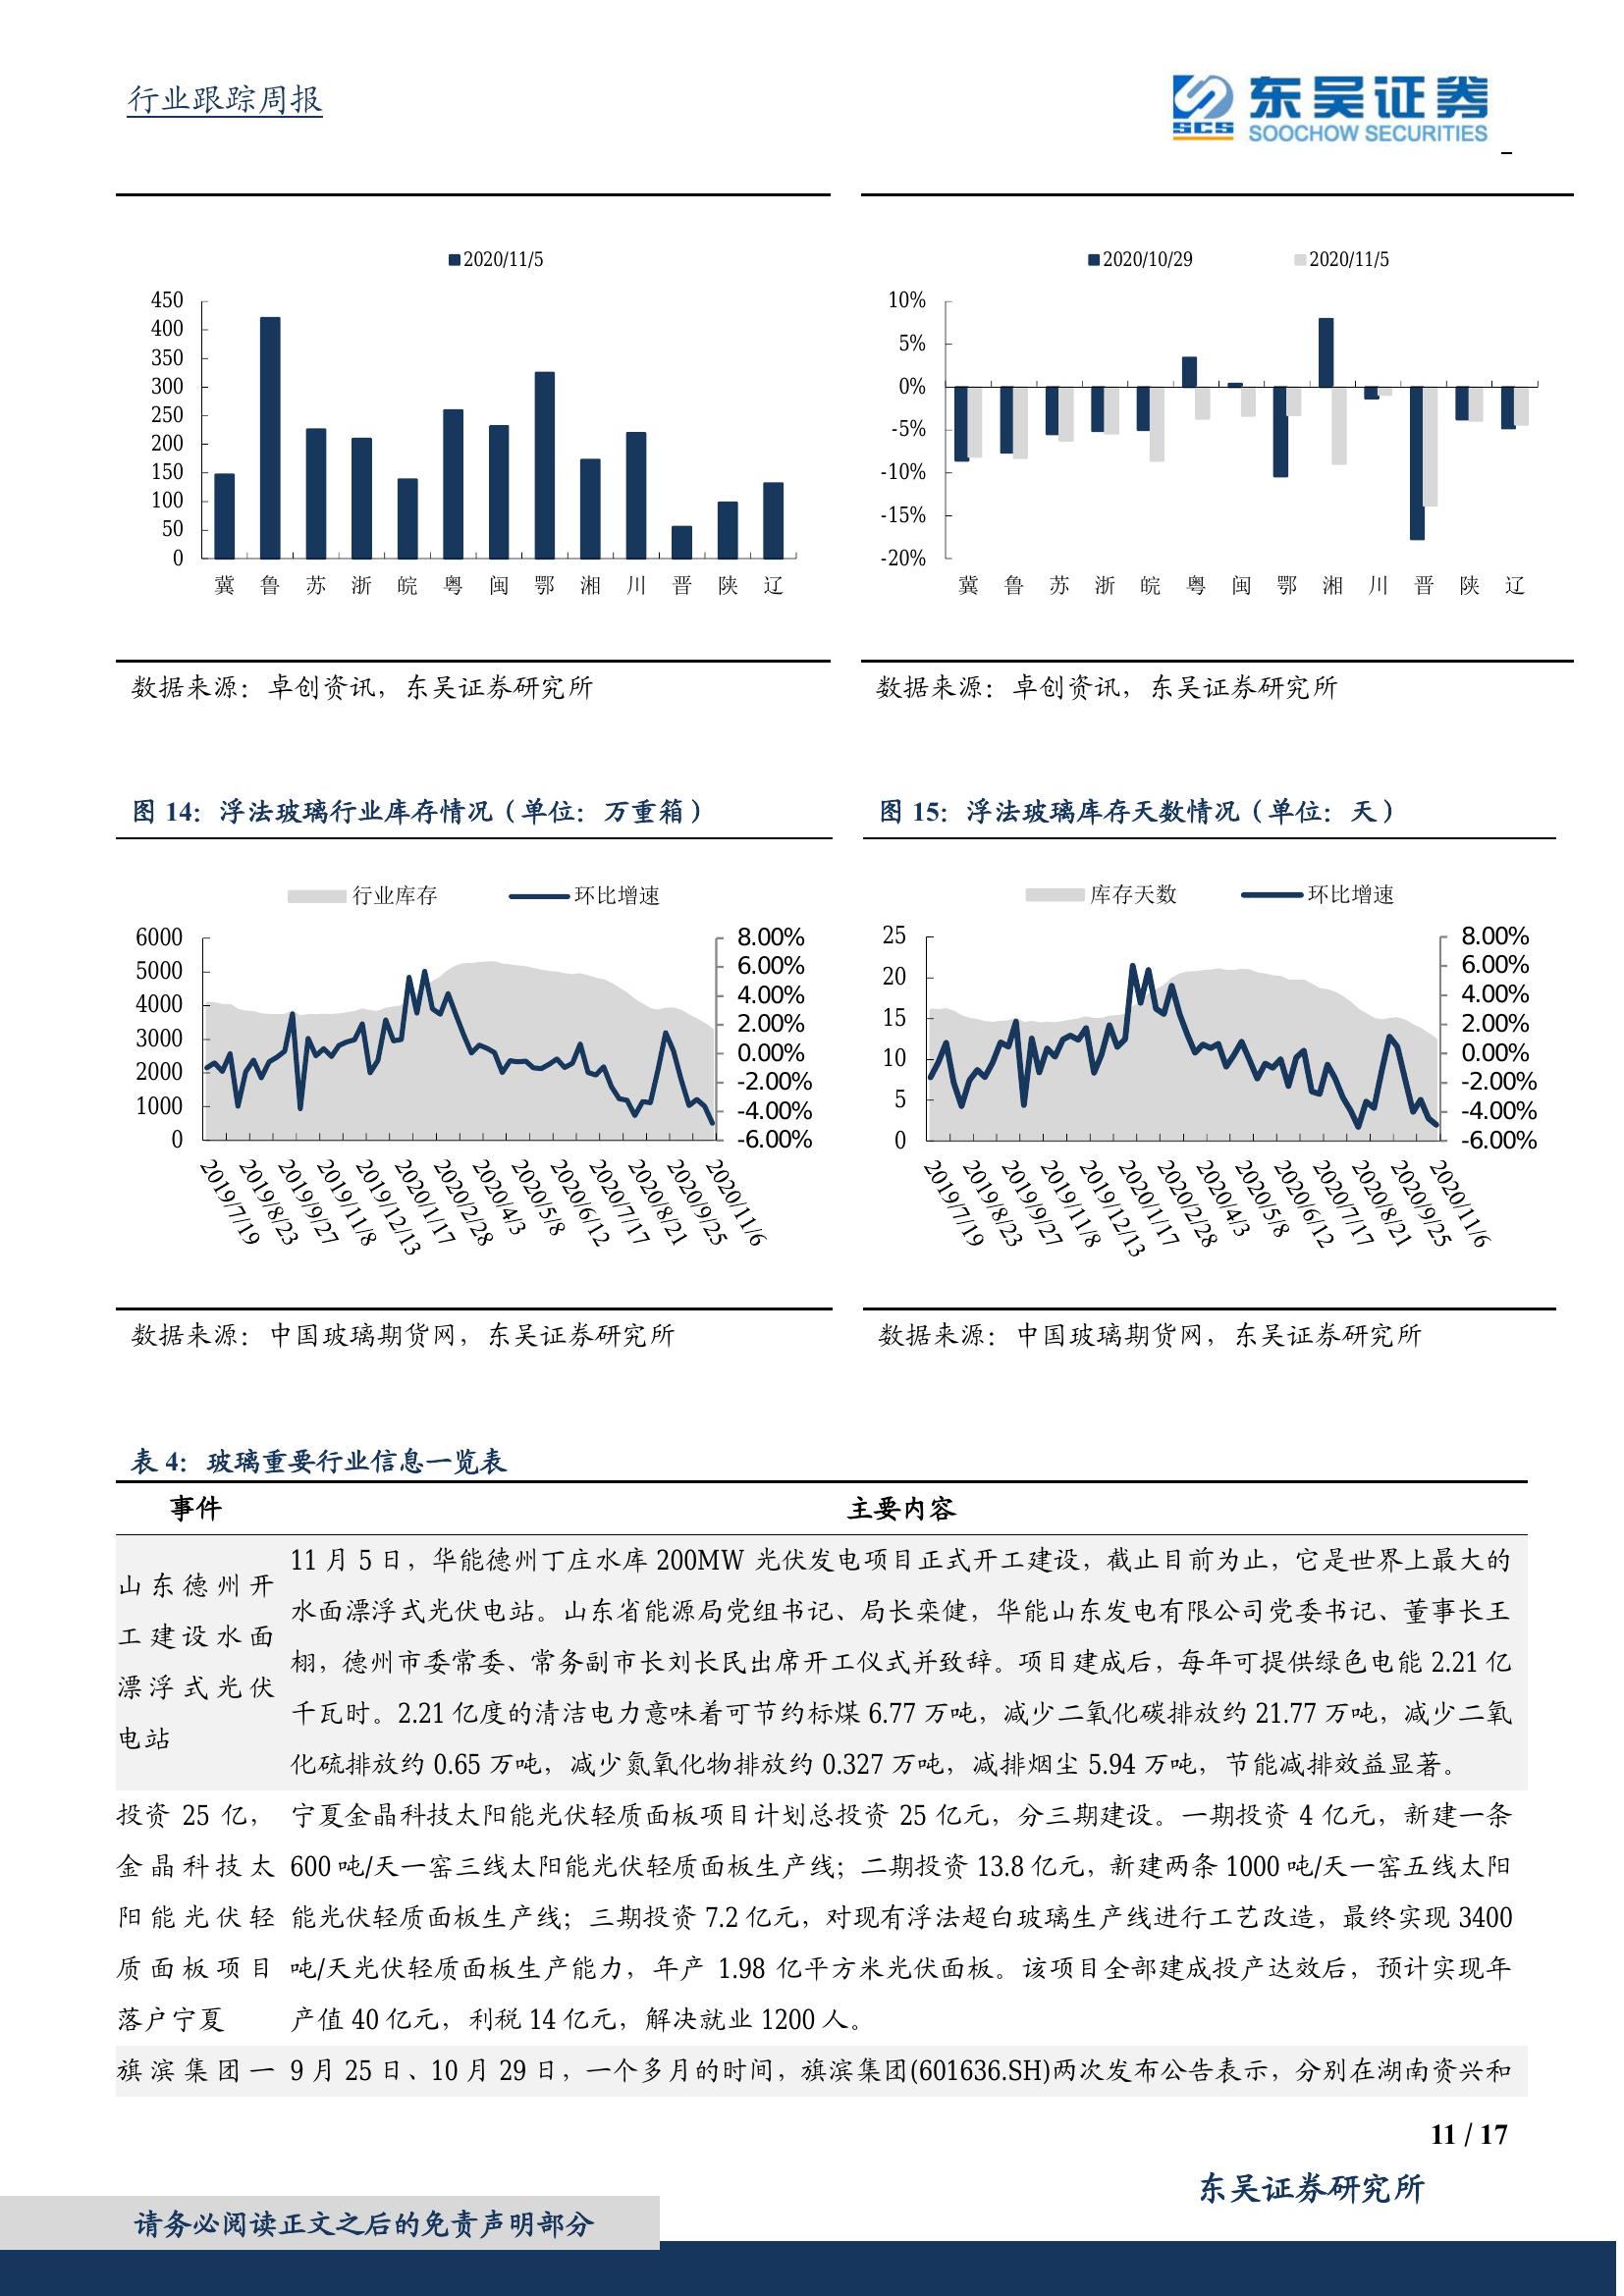 行业跟踪周报
SCS
东吴证券
SOOCHOW SECURITIES
2020/11/5
450
400
350
300
250
200
150
100
50
0
冀 鲁 苏 浙 皖 粤 闽 鄂 湘 川 晋 陕 辽
2020/10/29 2020/11/5
10%
5%
0%
-5%
-10%
-15%
-20%
冀 鲁 苏 浙 皖 粤 闽 鄂 湘 川 晋 陕 辽
数据来源：卓创资讯，东吴证券研究所
数据来源：卓创资讯，东吴证券研究所
图 14：浮法玻璃行业库存情况（单位：万重箱）
行业库存 环比增速
6000
5000
4000
3000
2000
1000
0
8.00%
6.00%
4.00%
2.00%
0.00%
-2.00%
-4.00%
-6.00%
2019/7/19 2019/8/23 2019/9/27 2019/11/8 2019/12/13 2020/1/17 2020/2/28 2020/4/3 2020/5/8 2020/6/12 2020/7/17 2020/8/21 2020/9/25 2020/11/6
数据来源：中国玻璃期货网，东吴证券研究所
图 15：浮法玻璃库存天数情况（单位：天）
库存天数 环比增速
25
20
15
10
5
0
8.00%
6.00%
4.00%
2.00%
0.00%
-2.00%
-4.00%
-6.00%
2019/7/19 2019/8/23 2019/9/27 2019/11/8 2019/12/13 2020/1/17 2020/2/28 2020/4/3 2020/5/8 2020/6/12 2020/7/17 2020/8/21 2020/9/25 2020/11/6
数据来源：中国玻璃期货网，东吴证券研究所
表 4：玻璃重要行业信息一览表
事件 主要内容
山东德州开
工建设水面
漂浮式光伏
电站
11 月 5 日，华能德州丁庄水库 200MW 光伏发电项目正式开工建设，截止目前为止，它是世界上最大的
水面漂浮式光伏电站。山东省能源局党组书记、局长栾健，华能山东发电有限公司党委书记、董事长王
栩，德州市委常委、常务副市长刘长民出席开工仪式并致辞。项目建成后，每年可提供绿色电能 2.21 亿
千瓦时。2.21 亿度的清洁电力意味着可节约标煤 6.77 万吨，减少二氧化碳排放约 21.77 万吨，减少二氧
化硫排放约 0.65 万吨，减少氮氧化物排放约 0.327 万吨，减排烟尘 5.94 万吨，节能减排效益显著。
投资 25 亿，
金晶科技太
阳能光伏轻
质面板项目
落户宁夏
宁夏金晶科技太阳能光伏轻质面板项目计划总投资 25 亿元，分三期建设。一期投资 4 亿元，新建一条
600 吨/天一窑三线太阳能光伏轻质面板生产线；二期投资 13.8 亿元，新建两条 1000 吨/天一窑五线太阳
能光伏轻质面板生产线；三期投资 7.2 亿元，对现有浮法超白玻璃生产线进行工艺改造，最终实现 3400
吨/天光伏轻质面板生产能力，年产 1.98 亿平方米光伏面板。该项目全部建成投产达效后，预计实现年
产值 40 亿元，利税 14 亿元，解决就业 1200 人。
旗滨集团一
9 月 25 日、10 月 29 日，一个多月的时间，旗滨集团(601636.SH)两次发布公告表示，分别在湖南资兴和
11 / 17
东吴证券研究所
请务必阅读正文之后的免责声明部分